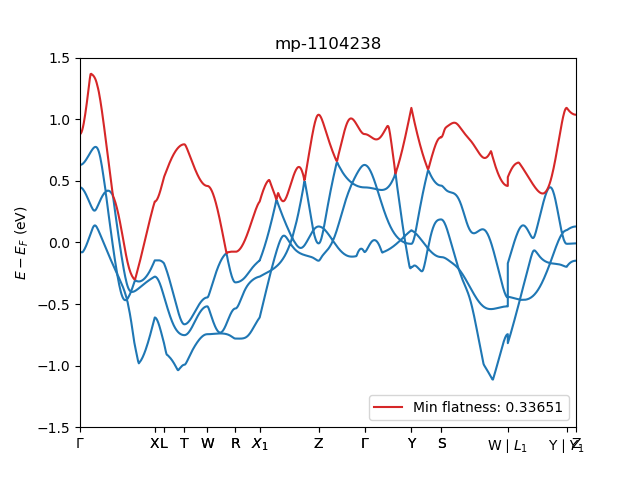 mp-1104238
E − E_F (eV)
1.5
1.0
0.5
0.0
−0.5
−1.0
−1.5
Min flatness: 0.33651
Γ X L T W R X₁ Z Γ Y S W | L₁ Y | Y₁ Z